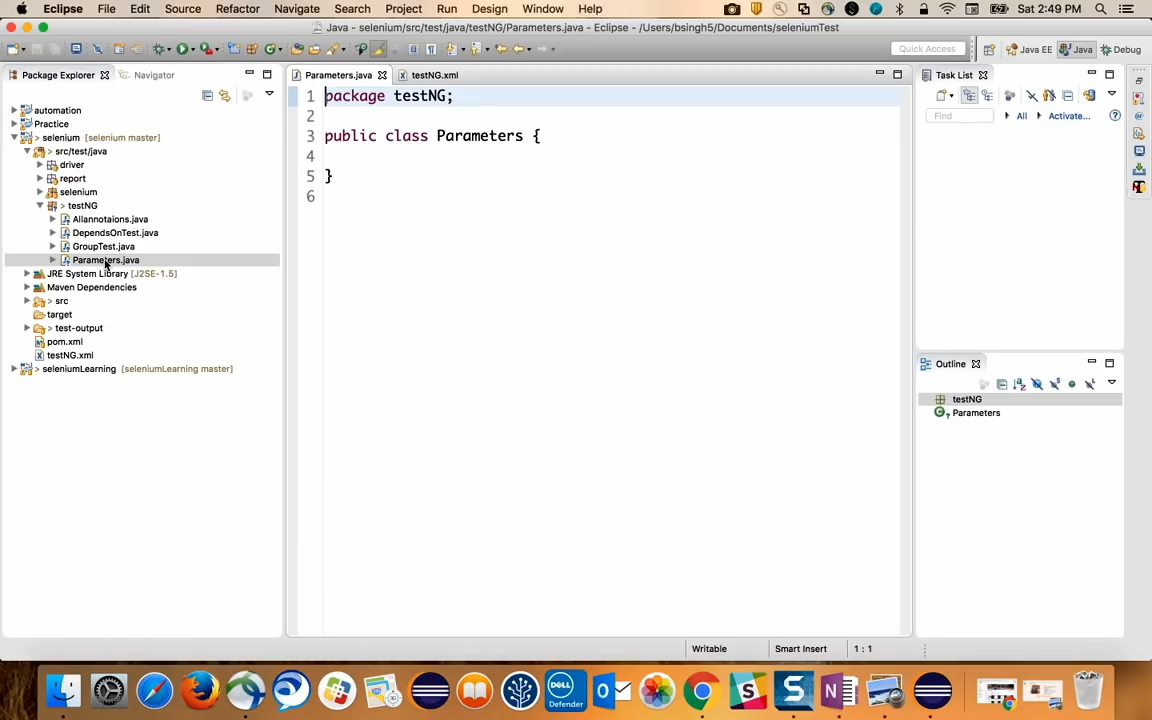 Eclipse File Edit Source Refactor Navigate Search Project Run Design Window Help Sat 2:49 PM
Java - selenium/src/test/java/testNG/Parameters.java - Eclipse - /Users/bsingh5/Documents/seleniumTest
Quick Access Java EE Java Debug
Package Explorer Navigator
automation
Practice
> selenium [selenium master]
> src/test/java
driver
report
selenium
> testNG
Allannotaions.java
DependsOnTest.java
GroupTest.java
Parameters.java
JRE System Library [J2SE-1.5]
Maven Dependencies
> src
target
> test-output
pom.xml
testNG.xml
> seleniumLearning [seleniumLearning master]
Parameters.java testNG.xml
1 package testNG;
2
3 public class Parameters {
4
5 }
6
Task List
Find All Activate...
Outline
testNG
Parameters
Writable Smart Insert 1 : 1
DELL
Defender